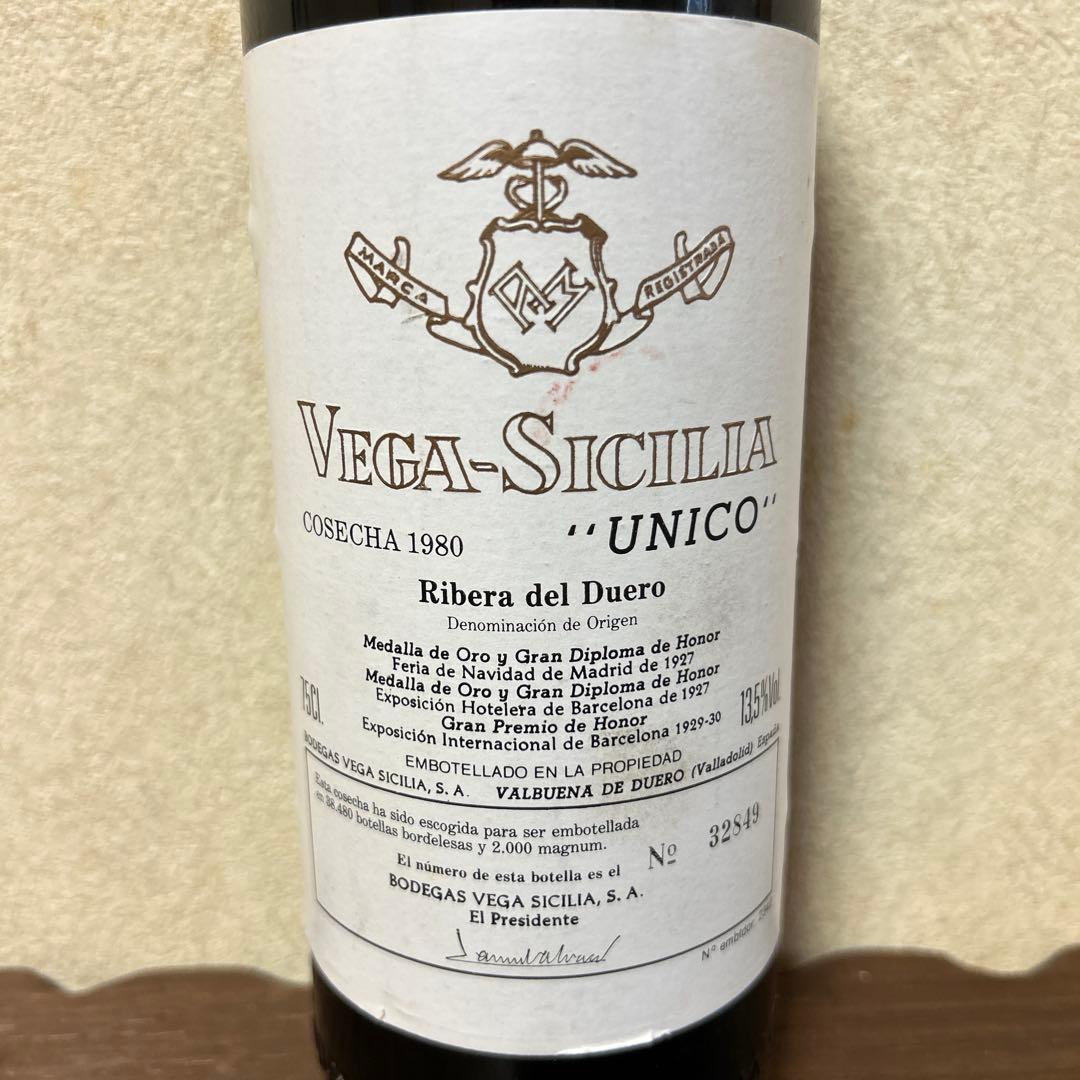 MARCA
REGISTRADA
VEGA-SICILIA
COSECHA 1980
"UNICO"
Ribera del Duero
Denominación de Origen
Medalla de Oro y Gran Diploma de Honor
Feria de Navidad de Madrid de 1927
Medalla de Oro y Gran Diploma de Honor
Exposición Hotelera de Barcelona de 1927
Gran Premio de Honor
Exposición Internacional de Barcelona 1929-30
75Cl.
13,5%Vol.
EMBOTELLADO EN LA PROPIEDAD
BODEGAS VEGA SICILIA, S. A. VALBUENA DE DUERO (Valladolid) España
Esta cosecha ha sido escogida para ser embotellada
en 38.480 botellas bordelesas y 2.000 magnum.
El número de esta botella es el Nº 32849
BODEGAS VEGA SICILIA, S. A.
El Presidente
Nº embtdor.